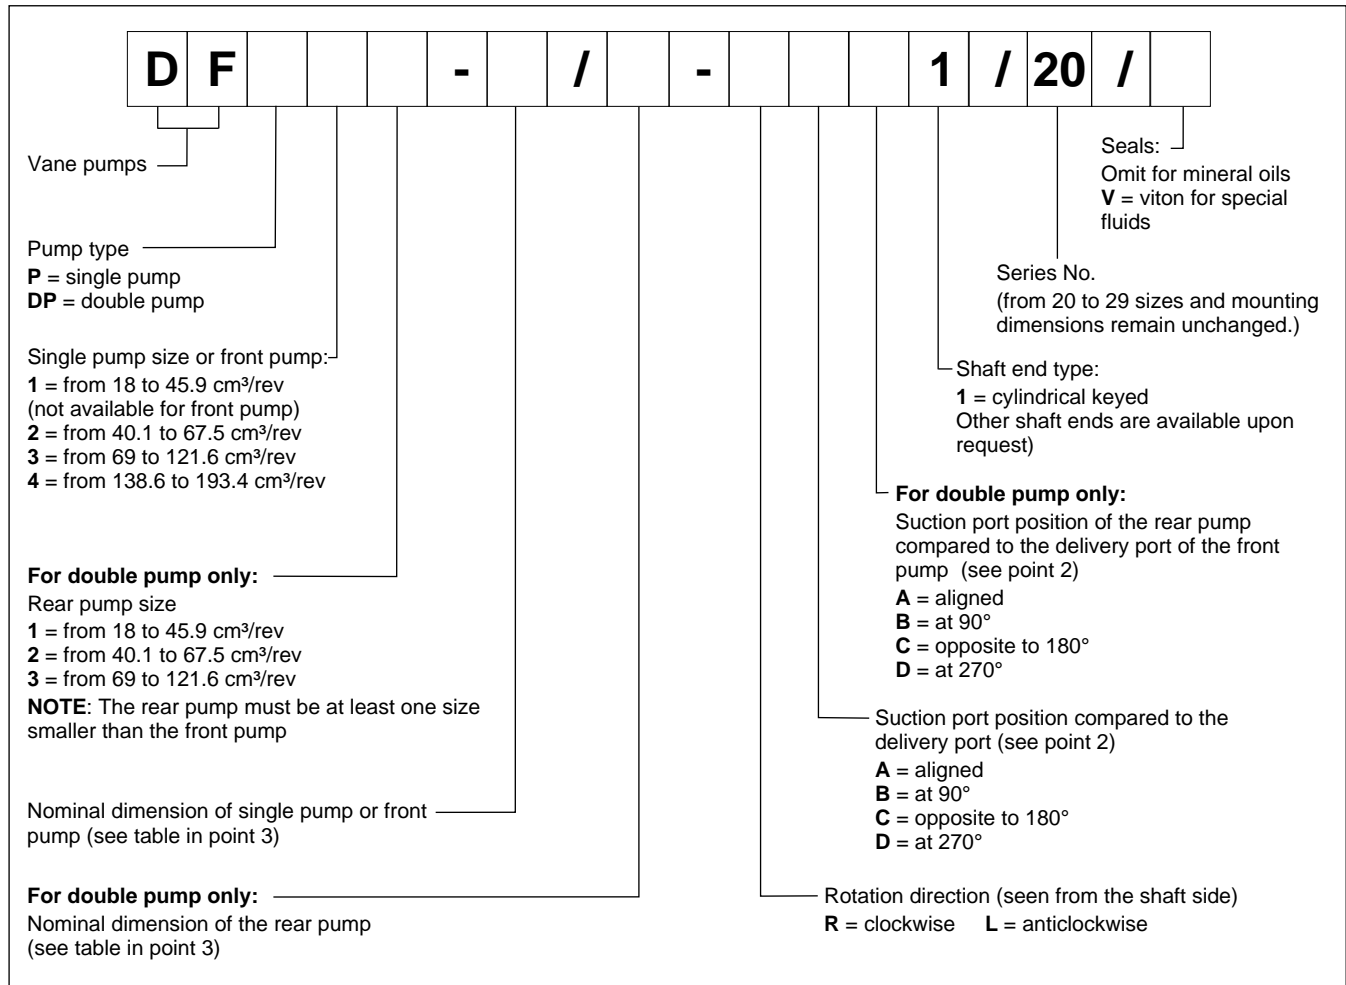 D F - / - 1 / 20 /
Vane pumps
Pump type
P = single pump
DP = double pump
Single pump size or front pump:
1 = from 18 to 45.9 cm³/rev
(not available for front pump)
2 = from 40.1 to 67.5 cm³/rev
3 = from 69 to 121.6 cm³/rev
4 = from 138.6 to 193.4 cm³/rev
For double pump only:
Rear pump size
1 = from 18 to 45.9 cm³/rev
2 = from 40.1 to 67.5 cm³/rev
3 = from 69 to 121.6 cm³/rev
NOTE: The rear pump must be at least one size
smaller than the front pump
Nominal dimension of single pump or front
pump (see table in point 3)
For double pump only:
Nominal dimension of the rear pump
(see table in point 3)
Seals:
Omit for mineral oils
V = viton for special
fluids
Series No.
(from 20 to 29 sizes and mounting
dimensions remain unchanged.)
Shaft end type:
1 = cylindrical keyed
Other shaft ends are available upon
request)
For double pump only:
Suction port position of the rear pump
compared to the delivery port of the front
pump (see point 2)
A = aligned
B = at 90°
C = opposite to 180°
D = at 270°
Suction port position compared to the
delivery port (see point 2)
A = aligned
B = at 90°
C = opposite to 180°
D = at 270°
Rotation direction (seen from the shaft side)
R = clockwise L = anticlockwise